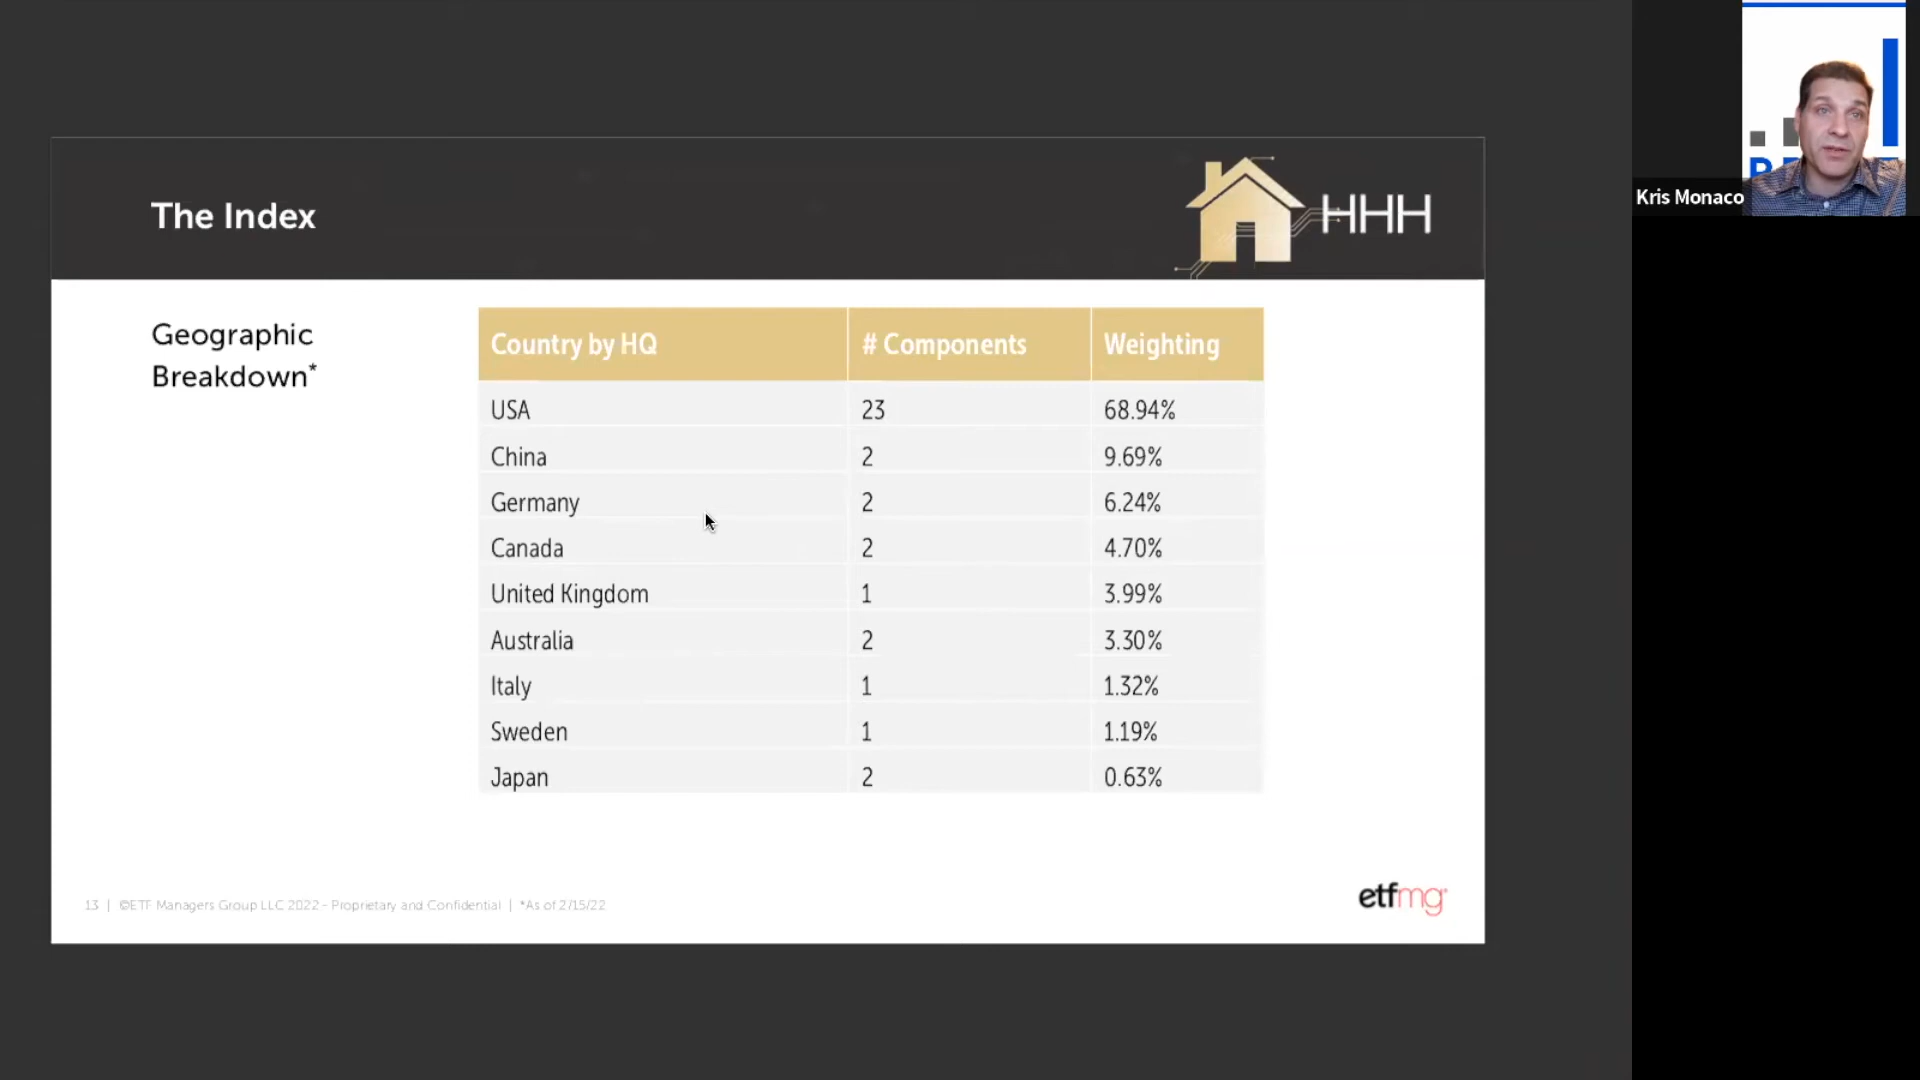 The Index
HHH
Geographic
Breakdown*
Country by HQ # Components Weighting
USA 23 68.94%
China 2 9.69%
Germany 2 6.24%
Canada 2 4.70%
United Kingdom 1 3.99%
Australia 2 3.30%
Italy 1 1.32%
Sweden 1 1.19%
Japan 2 0.63%
13 | ©ETF Managers Group LLC 2022 - Proprietary and Confidential | *As of 2/15/22
etfmg
Kris Monaco